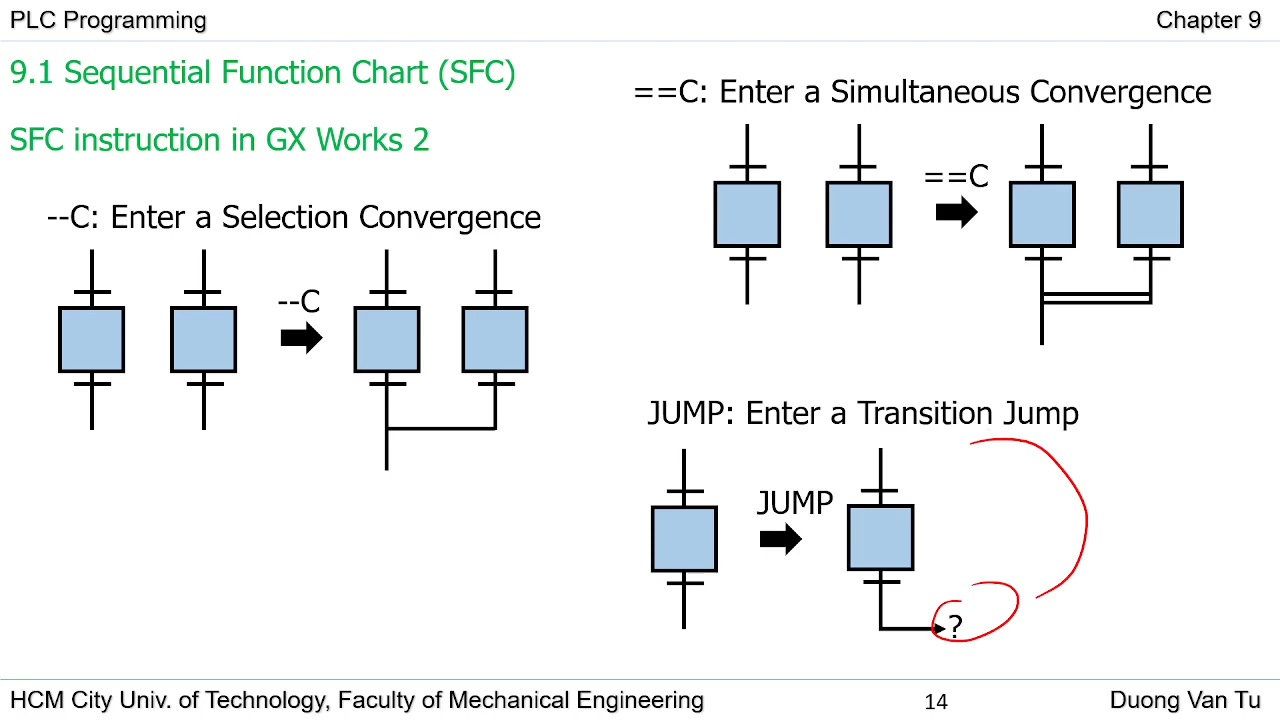 PLC Programming
Chapter 9
9.1 Sequential Function Chart (SFC)
SFC instruction in GX Works 2
--C: Enter a Selection Convergence
--C
==C: Enter a Simultaneous Convergence
==C
JUMP: Enter a Transition Jump
JUMP
?
HCM City Univ. of Technology, Faculty of Mechanical Engineering
14
Duong Van Tu